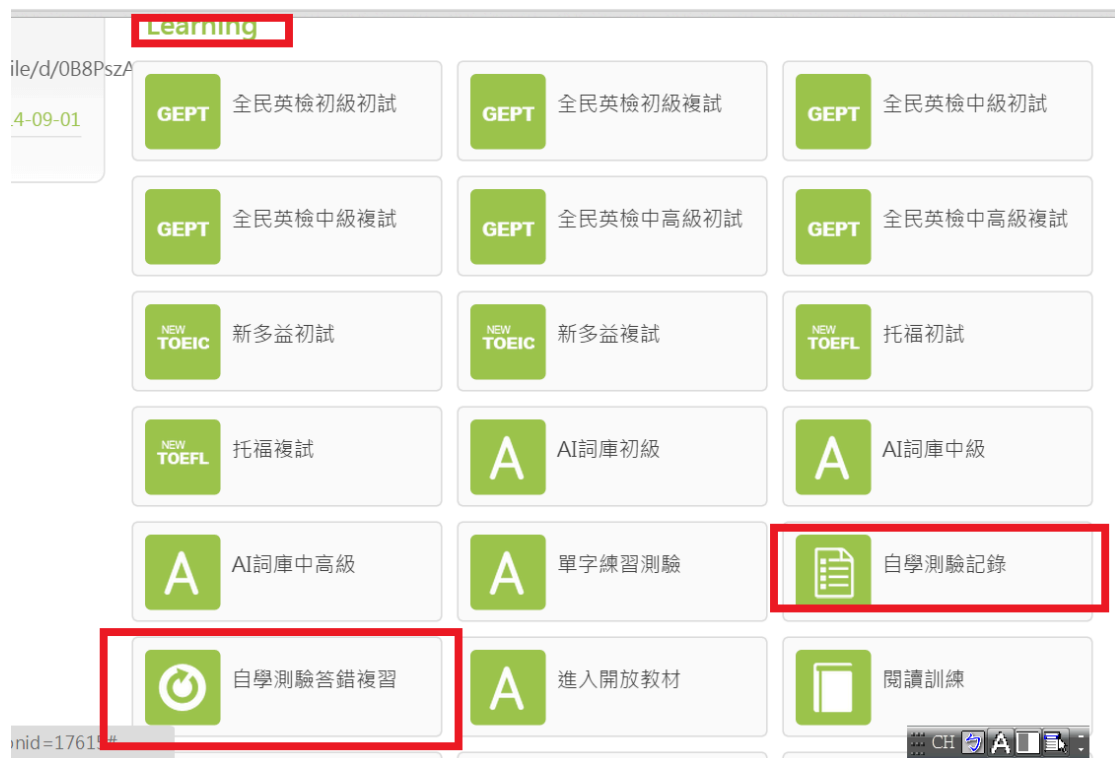 Learning
ile/d/0B8PszA
4-09-01
GEPT 全民英檢初級初試
GEPT 全民英檢初級複試
GEPT 全民英檢中級初試
GEPT 全民英檢中級複試
GEPT 全民英檢中高級初試
GEPT 全民英檢中高級複試
NEW
TOEIC 新多益初試
NEW
TOEIC 新多益複試
NEW
TOEFL 托福初試
NEW
TOEFL 托福複試
A AI詞庫初級
A AI詞庫中級
A AI詞庫中高級
A 單字練習測驗
自學測驗記錄
自學測驗答錯複習
A 進入開放教材
閱讀訓練
onid=17615#
CH ㄅ A